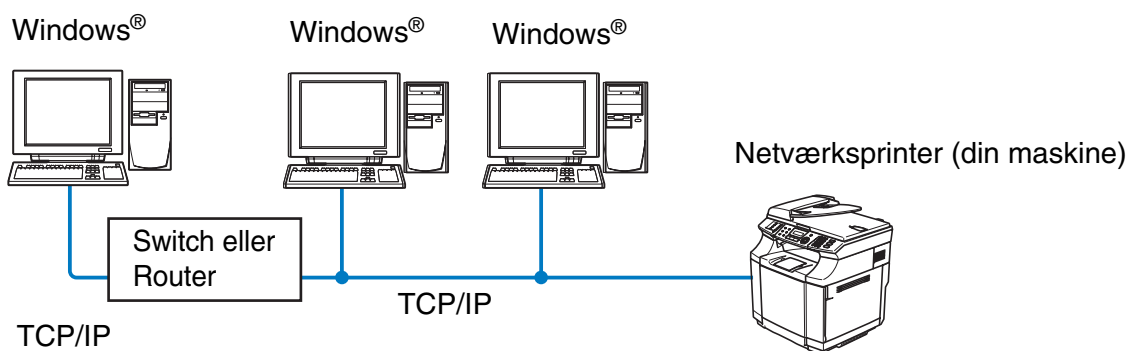 Windows®
Windows®
Windows®
Netværksprinter (din maskine)
Switch eller
Router
TCP/IP
TCP/IP